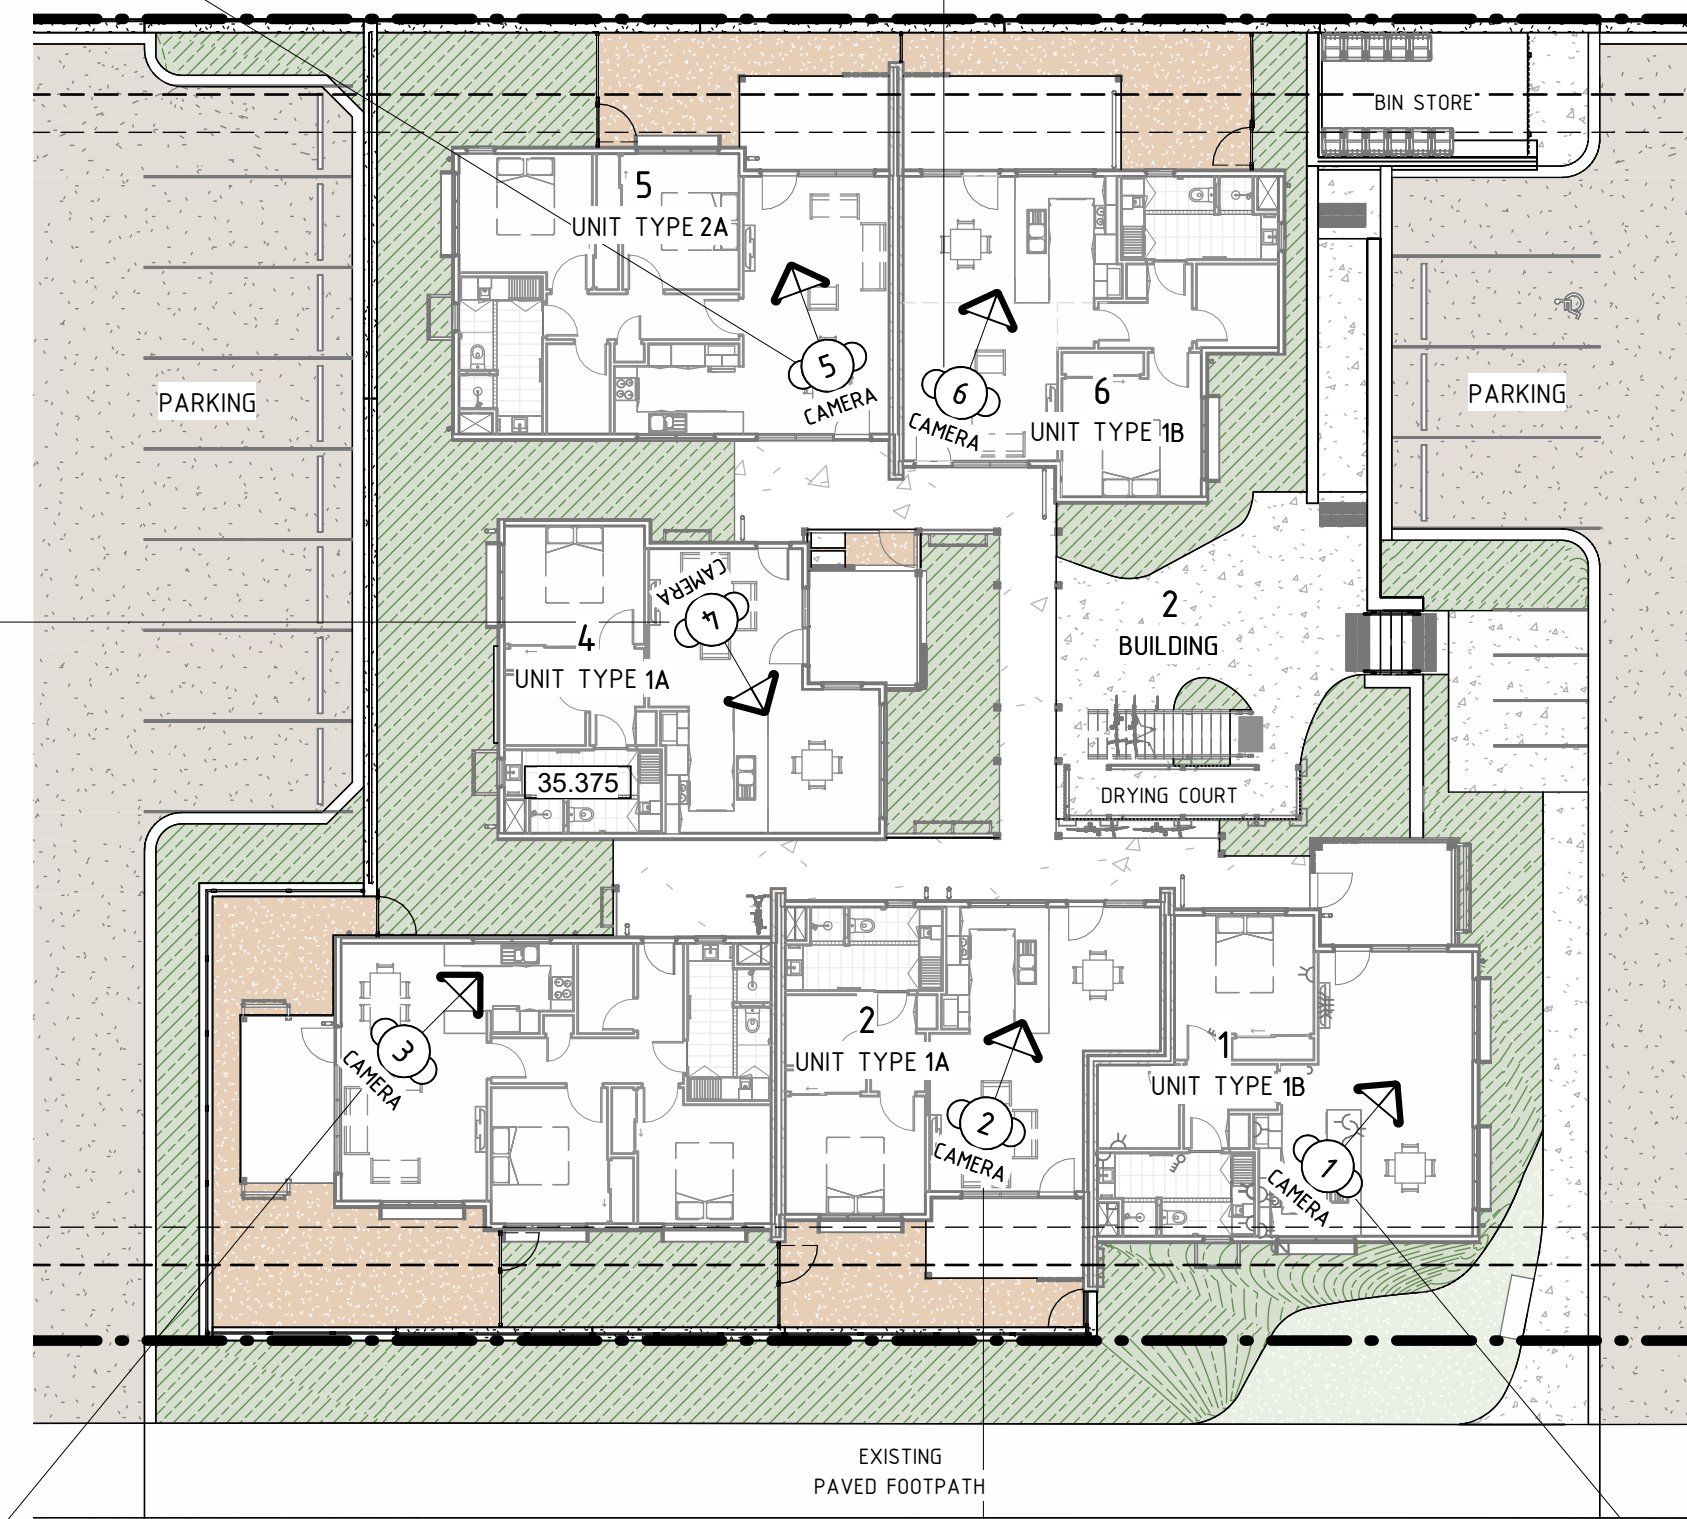 BIN STORE
5
UNIT TYPE 2A
5
CAMERA
6
CAMERA
6
UNIT TYPE 1B
PARKING
PARKING
CAMERA
4
4
UNIT TYPE 1A
2
BUILDING
35.375
DRYING COURT
3
CAMERA
2
UNIT TYPE 1A
2
CAMERA
1
UNIT TYPE 1B
1
CAMERA
EXISTING
PAVED FOOTPATH